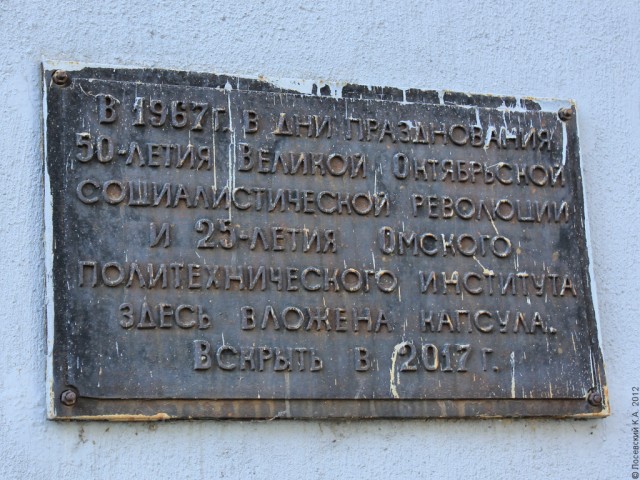 В 1967г. в дни празднования
50-летия Великой Октябрьской
социалистической революции
и 25-летия Омского
политехнического института
здесь вложена капсула.
Вскрыть в 2017 г.
© Лосевский К.А. 2012